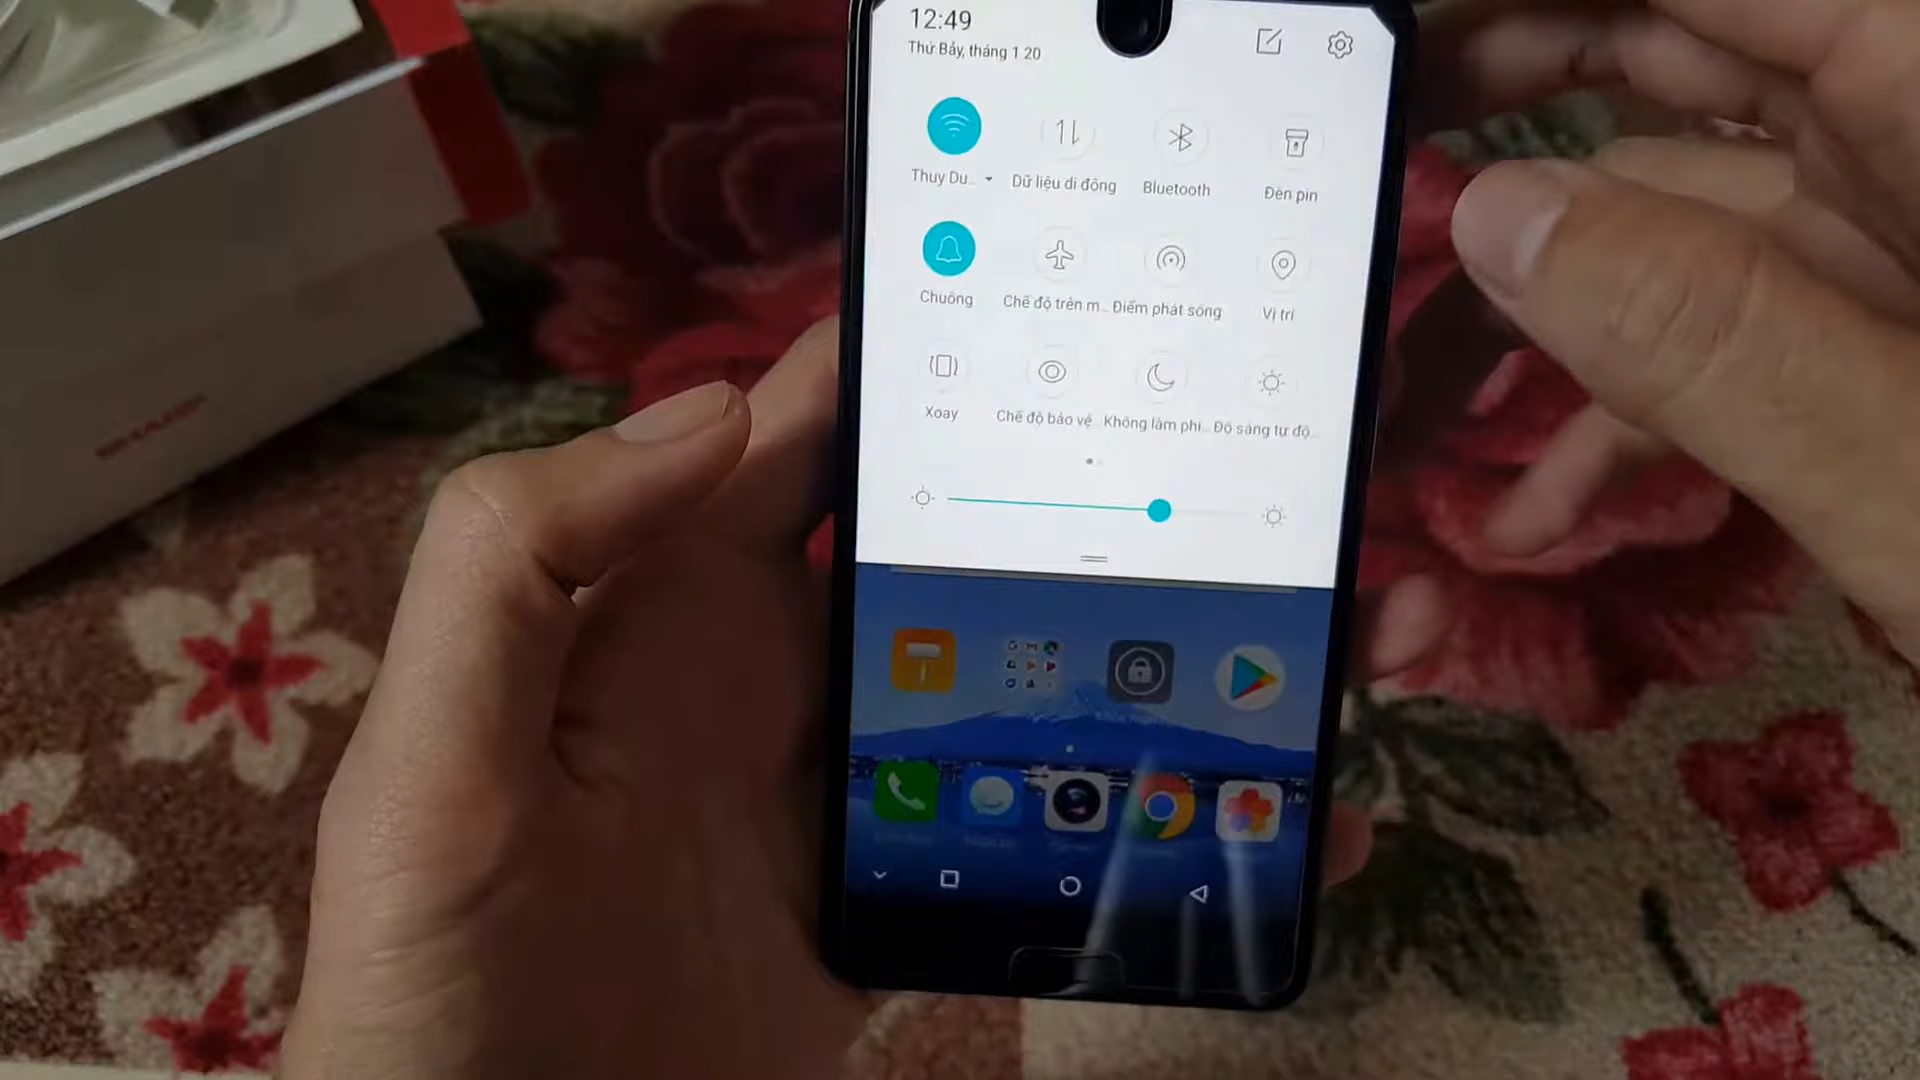 12:49
Thứ Bảy, tháng 1 20
Thuy Du...
Dữ liệu di động
Bluetooth
Đèn pin
Chuông
Chế độ trên m...
Điểm phát sóng
Vị trí
Xoay
Chế độ bảo vệ...
Không làm phi...
Độ sáng tự độ...
SHARP